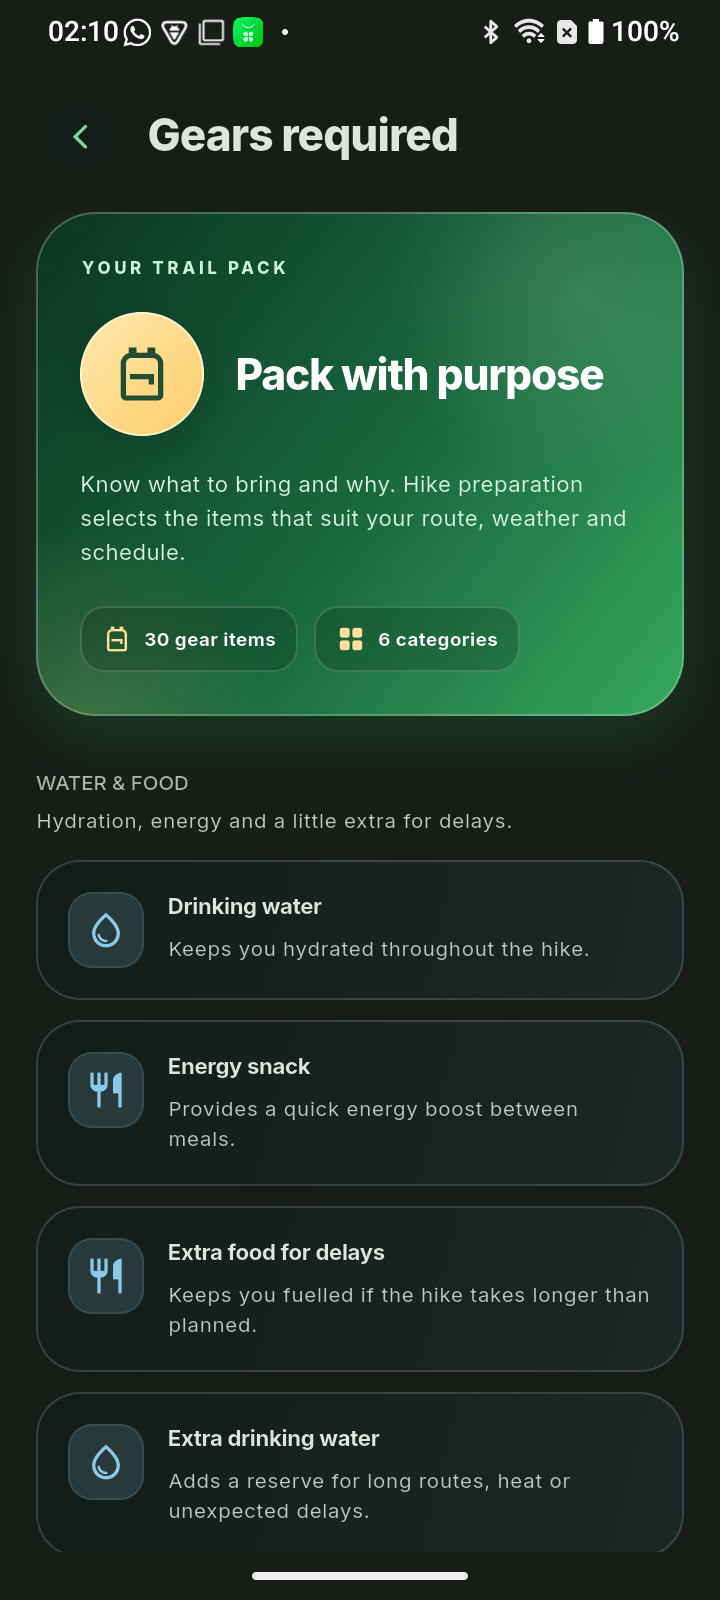 02:10
100%
Gears required
YOUR TRAIL PACK
Pack with purpose
Know what to bring and why. Hike preparation
selects the items that suit your route, weather and
schedule.
30 gear items
6 categories
WATER & FOOD
Hydration, energy and a little extra for delays.
Drinking water
Keeps you hydrated throughout the hike.
Energy snack
Provides a quick energy boost between
meals.
Extra food for delays
Keeps you fuelled if the hike takes longer than
planned.
Extra drinking water
Adds a reserve for long routes, heat or
unexpected delays.